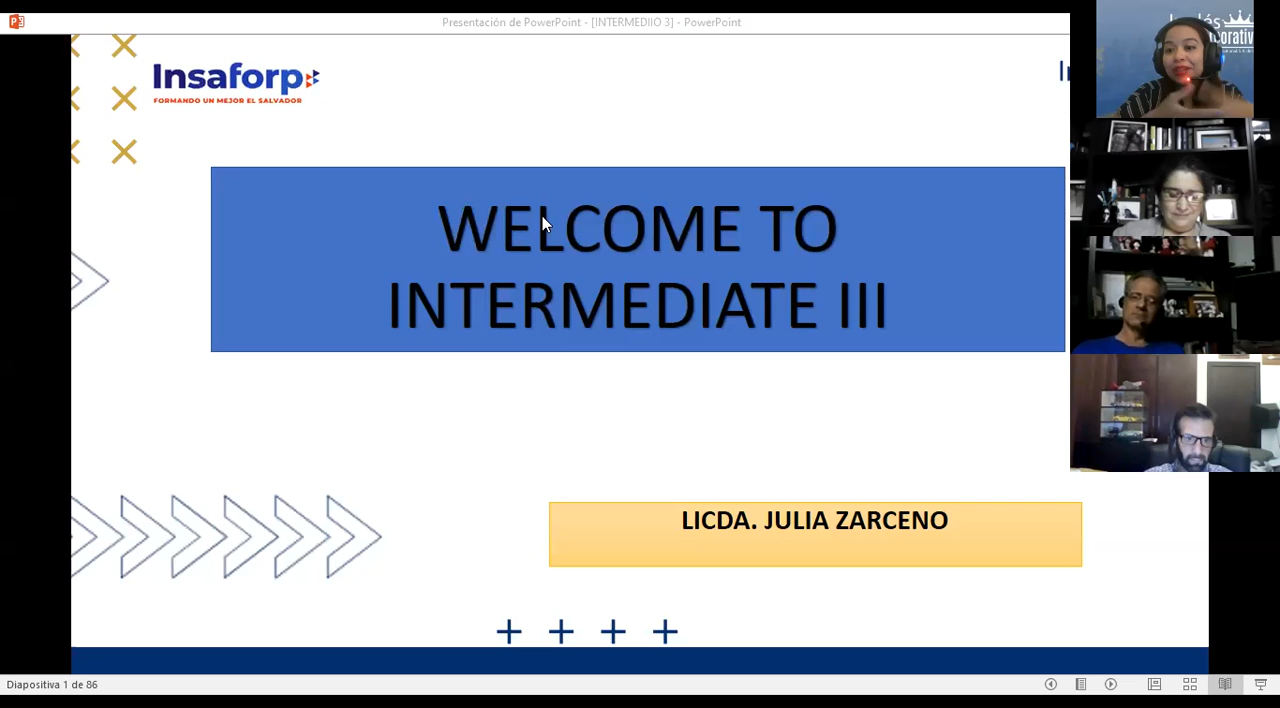 Presentación de PowerPoint - [INTERMEDIIO 3] - PowerPoint
Insaforp
FORMANDO UN MEJOR EL SALVADOR
WELCOME TO
INTERMEDIATE III
LICDA. JULIA ZARCENO
Diapositiva 1 de 86